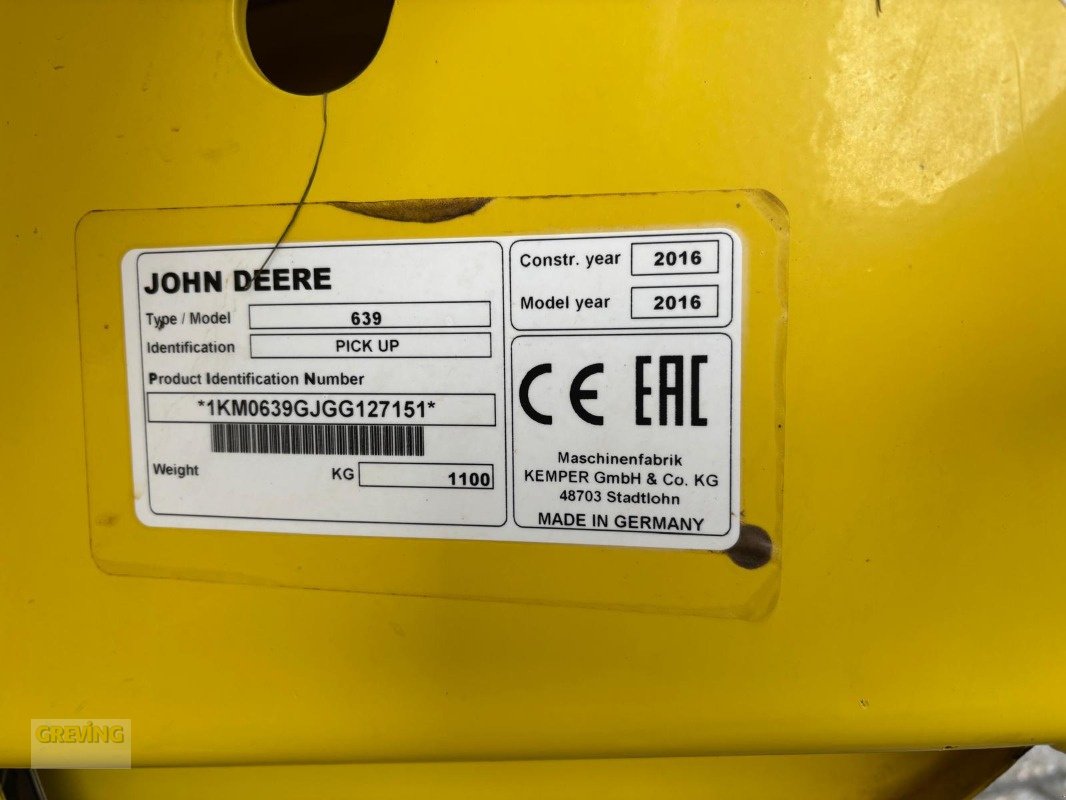 JOHN DEERE
Type / Model 639
Identification PICK UP
Product Identification Number
*1KM0639GJGG127151*
Weight KG 1100
Constr. year 2016
Model year 2016
CE EAC
Maschinenfabrik
KEMPER GmbH & Co. KG
48703 Stadtlohn
MADE IN GERMANY
GREVING